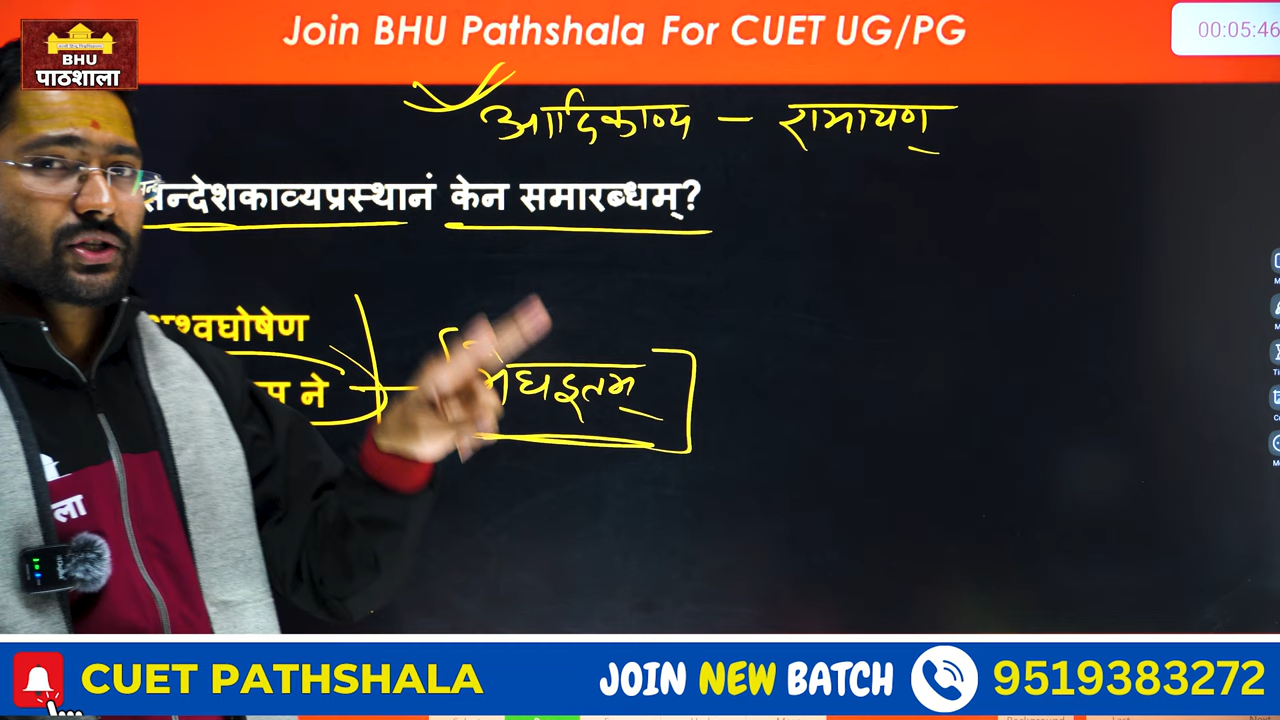 Join BHU Pathshala For CUET UG/PG
00:05:46
BHU
पाठशाला
आदिकाव्य – रामायण
सन्देशकाव्यप्रस्थानं केन समारब्धम्?
अश्वघोषेण
ने
मेघदूतम्
ला
CUET PATHSHALA
JOIN NEW BATCH
9519383272